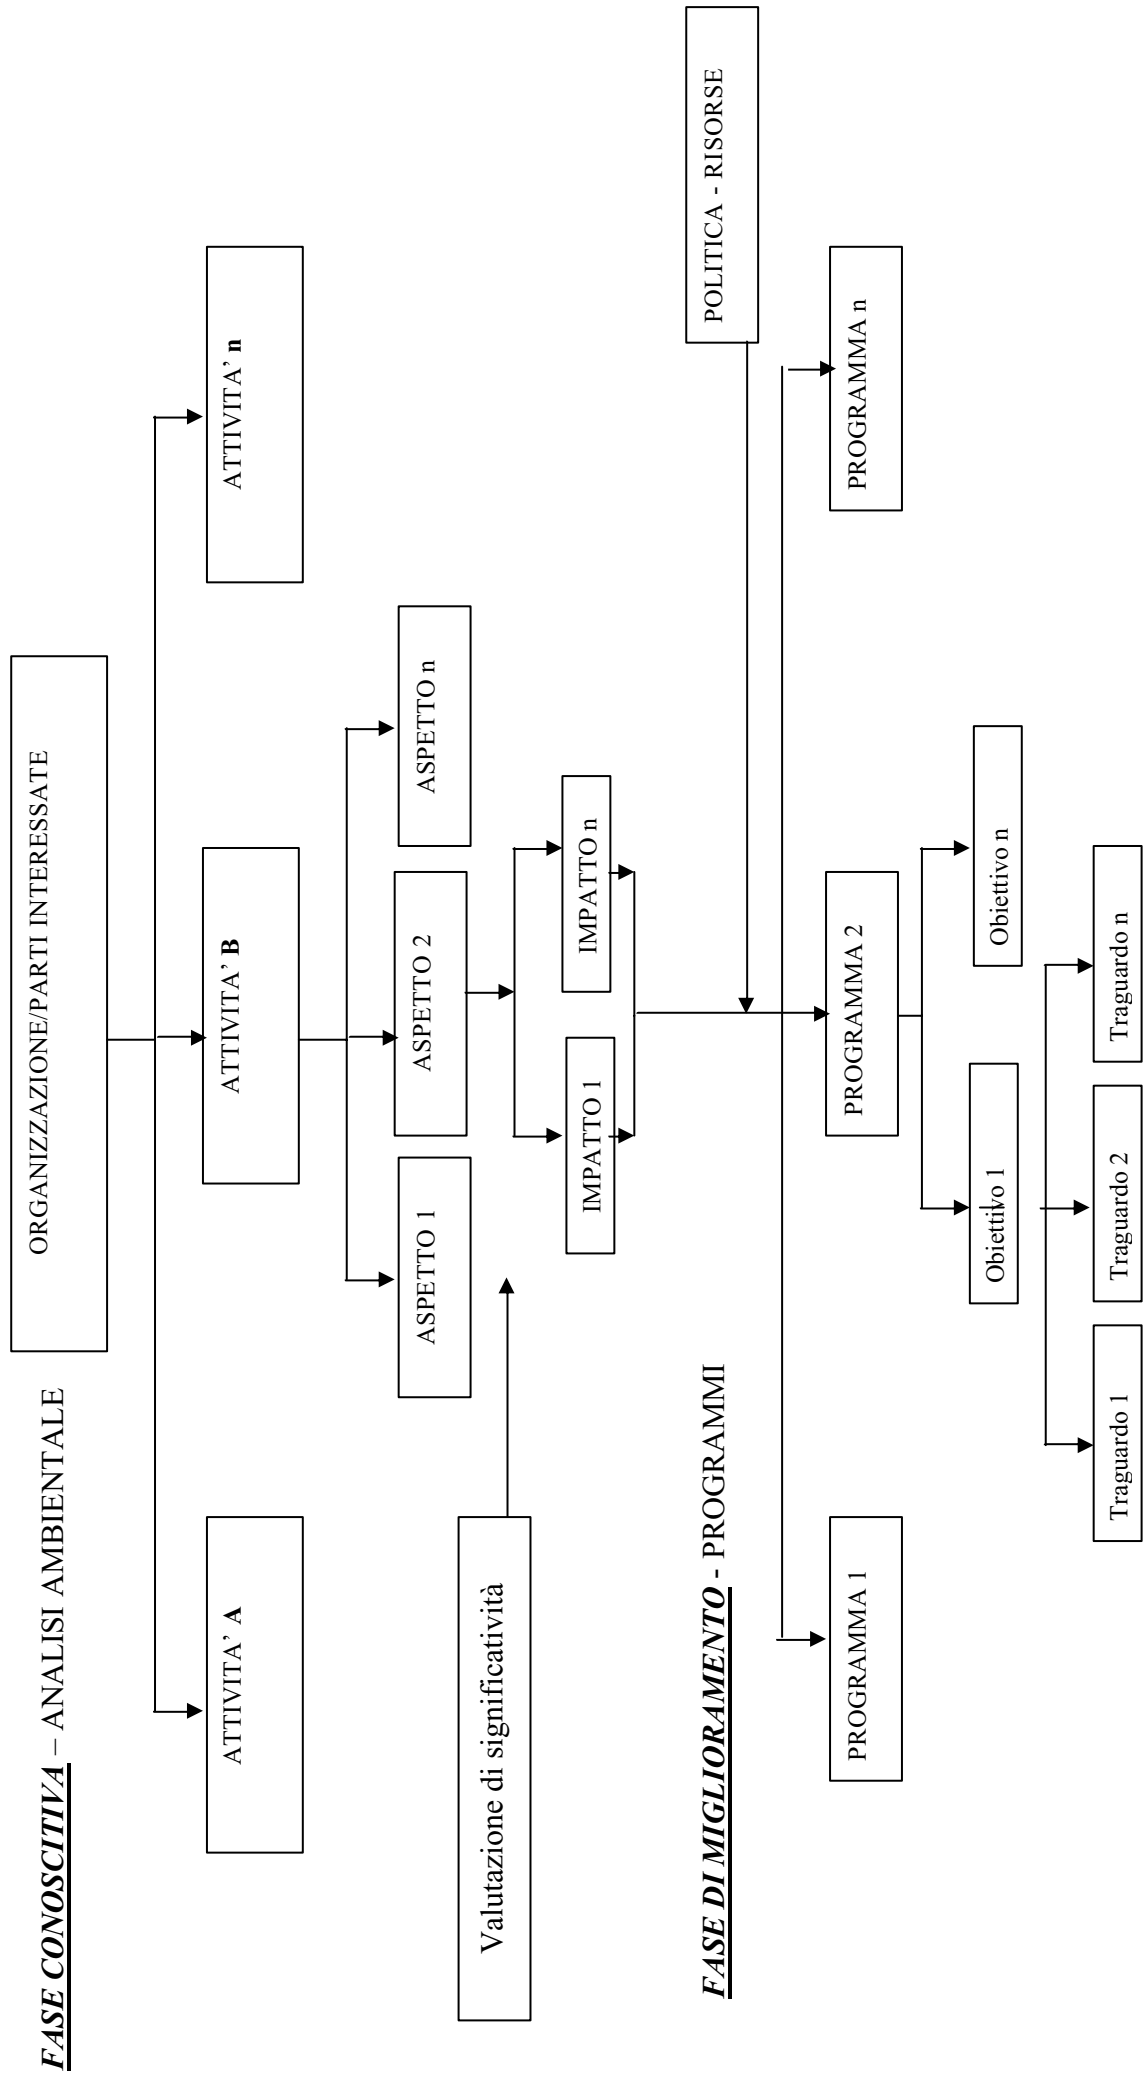 FASE CONOSCITIVA – ANALISI AMBIENTALE
ORGANIZZAZIONE/PARTI INTERESSATE
ATTIVITA’ A
ATTIVITA’ B
ATTIVITA’ n
ASPETTO 1
ASPETTO 2
ASPETTO n
Valutazione di significatività
IMPATTO 1
IMPATTO n
FASE DI MIGLIORAMENTO - PROGRAMMI
POLITICA - RISORSE
PROGRAMMA 1
PROGRAMMA 2
PROGRAMMA n
Obiettivo 1
Obiettivo n
Traguardo 1
Traguardo 2
Traguardo n